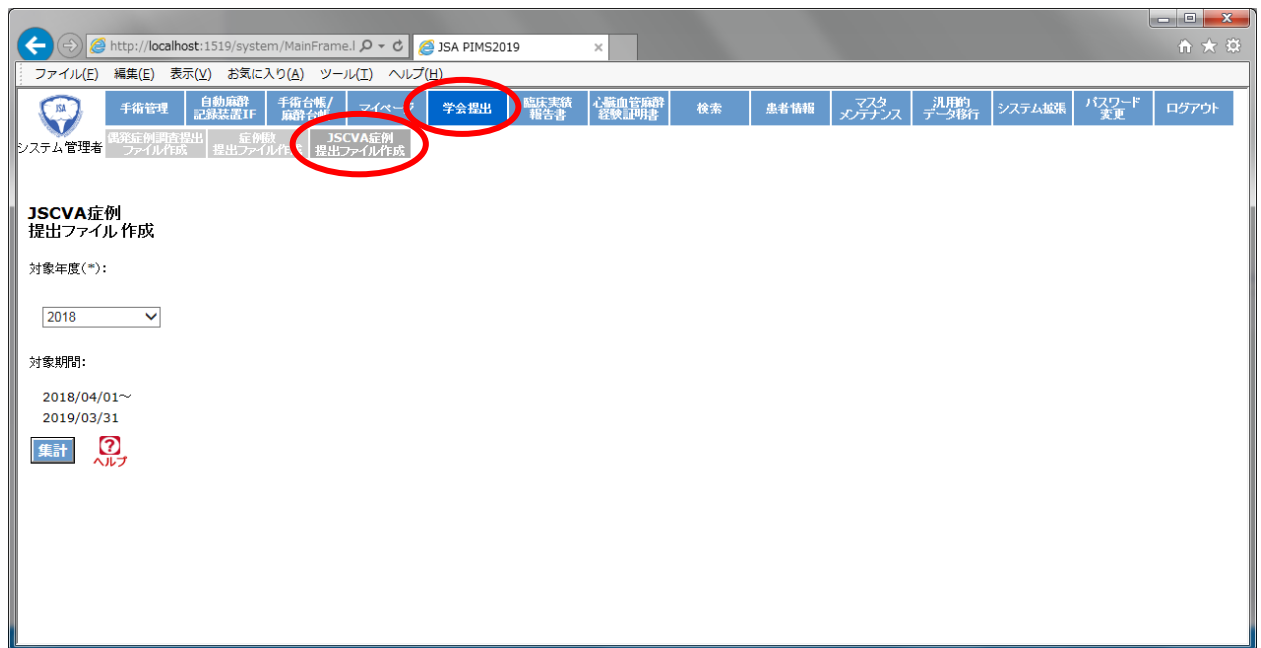 http://localhost:1519/system/MainFrame.l
JSA PIMS2019
ファイル(F) 編集(E) 表示(V) お気に入り(A) ツール(T) ヘルプ(H)
JSA
システム管理者
手術管理
自動麻酔
記録装置IF
手術台帳/
麻酔台帳
マイページ
学会提出
臨床実績
報告書
心臓血管麻酔
経験証明書
検索
患者情報
マスタ
メンテナンス
汎用的
データ移行
システム拡張
パスワード
変更
ログアウト
偶発症例調査提出
ファイル作成
症例数
提出ファイル作成
JSCVA症例
提出ファイル作成
JSCVA症例
提出ファイル作成
対象年度(*):
2018
対象期間:
2018/04/01～
2019/03/31
集計
?
ヘルプ